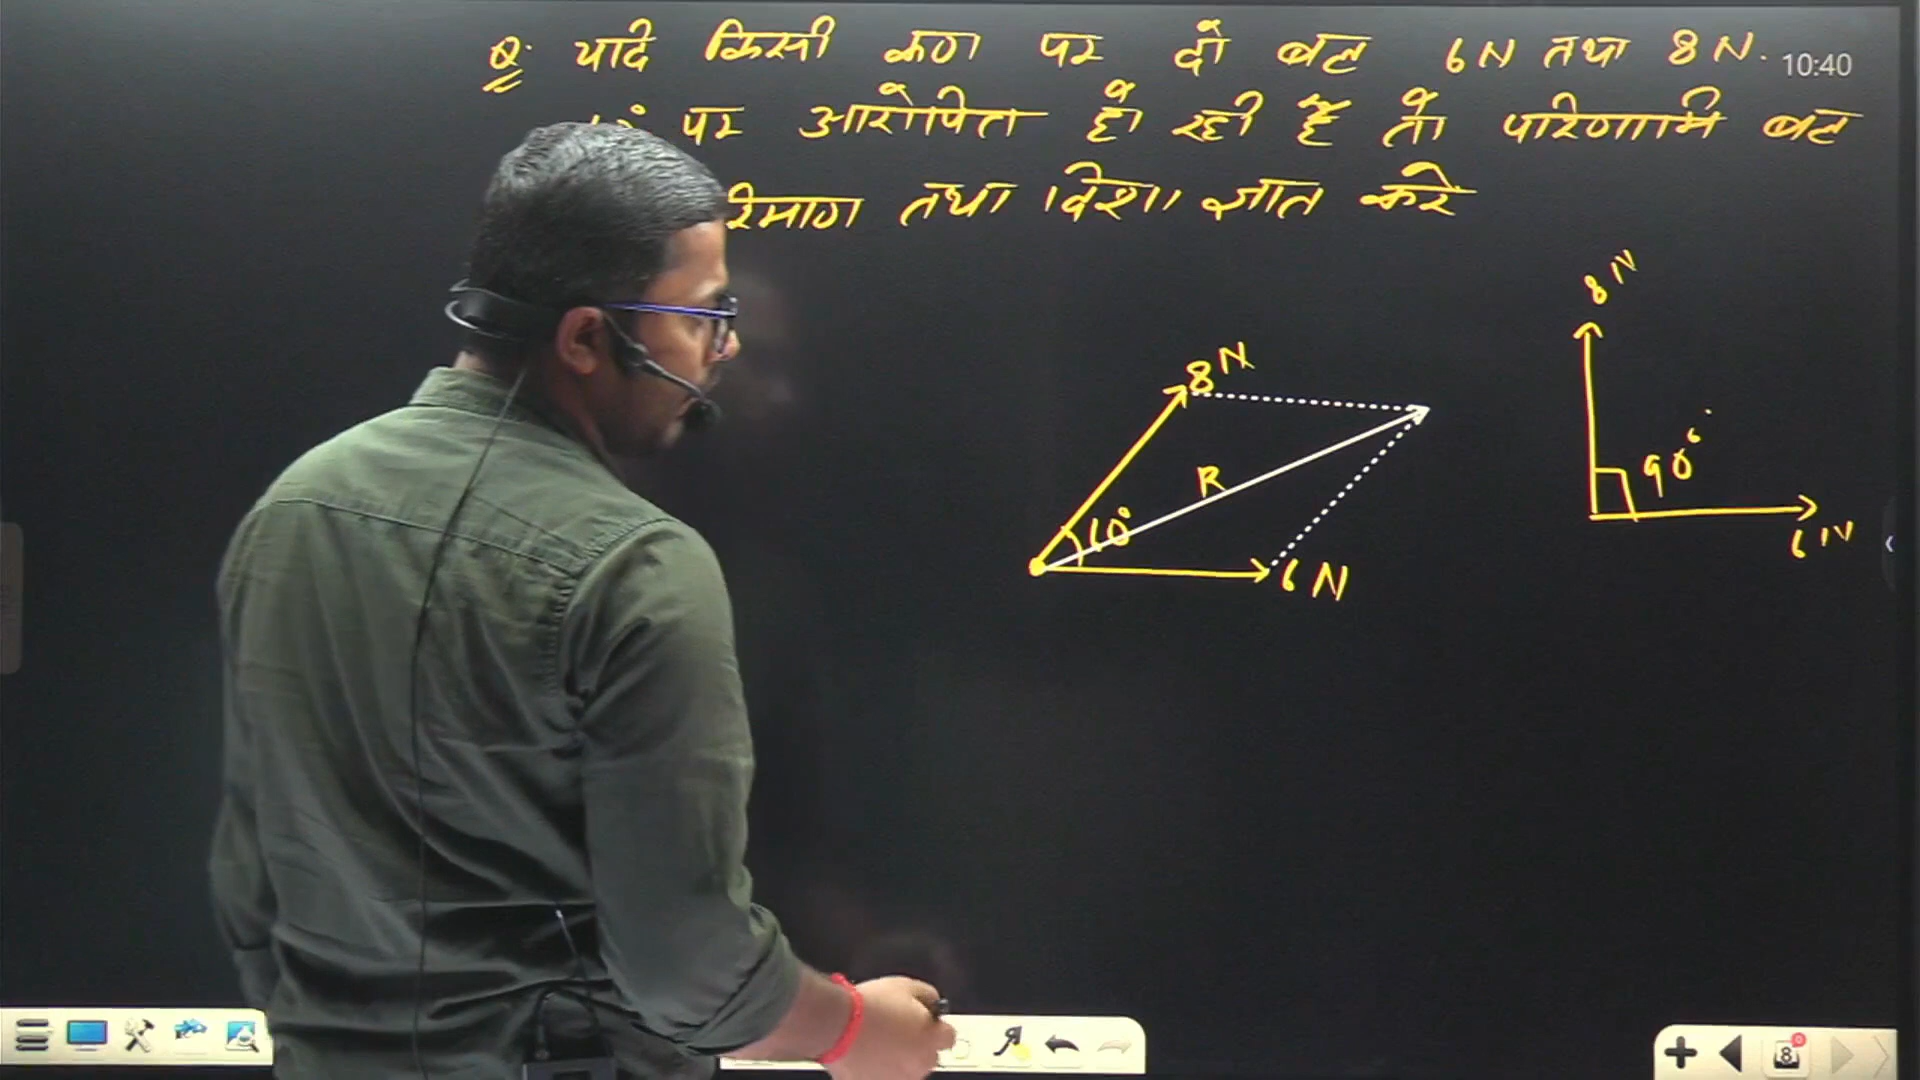 Q. यदि किसी कण पर दो बल 6N तथा 8N.
10:40
पर आरोपित हो रही है तो परिणामि बल
रिमाण तथा दिशा ज्ञात करे
8N
8N
R
90°
60°
6N
6N
8